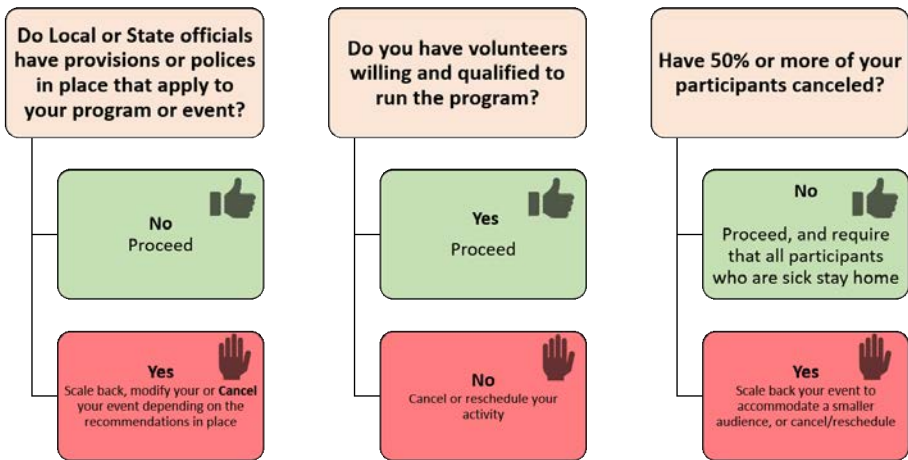 Do Local or State officials
have provisions or polices
in place that apply to
your program or event?
No
Proceed
Yes
Scale back, modify your or Cancel
your event depending on the
recommendations in place
Do you have volunteers
willing and qualified to
run the program?
Yes
Proceed
No
Cancel or reschedule your
activity
Have 50% or more of your
participants canceled?
No
Proceed, and require
that all participants
who are sick stay home
Yes
Scale back your event to
accommodate a smaller
audience, or cancel/reschedule